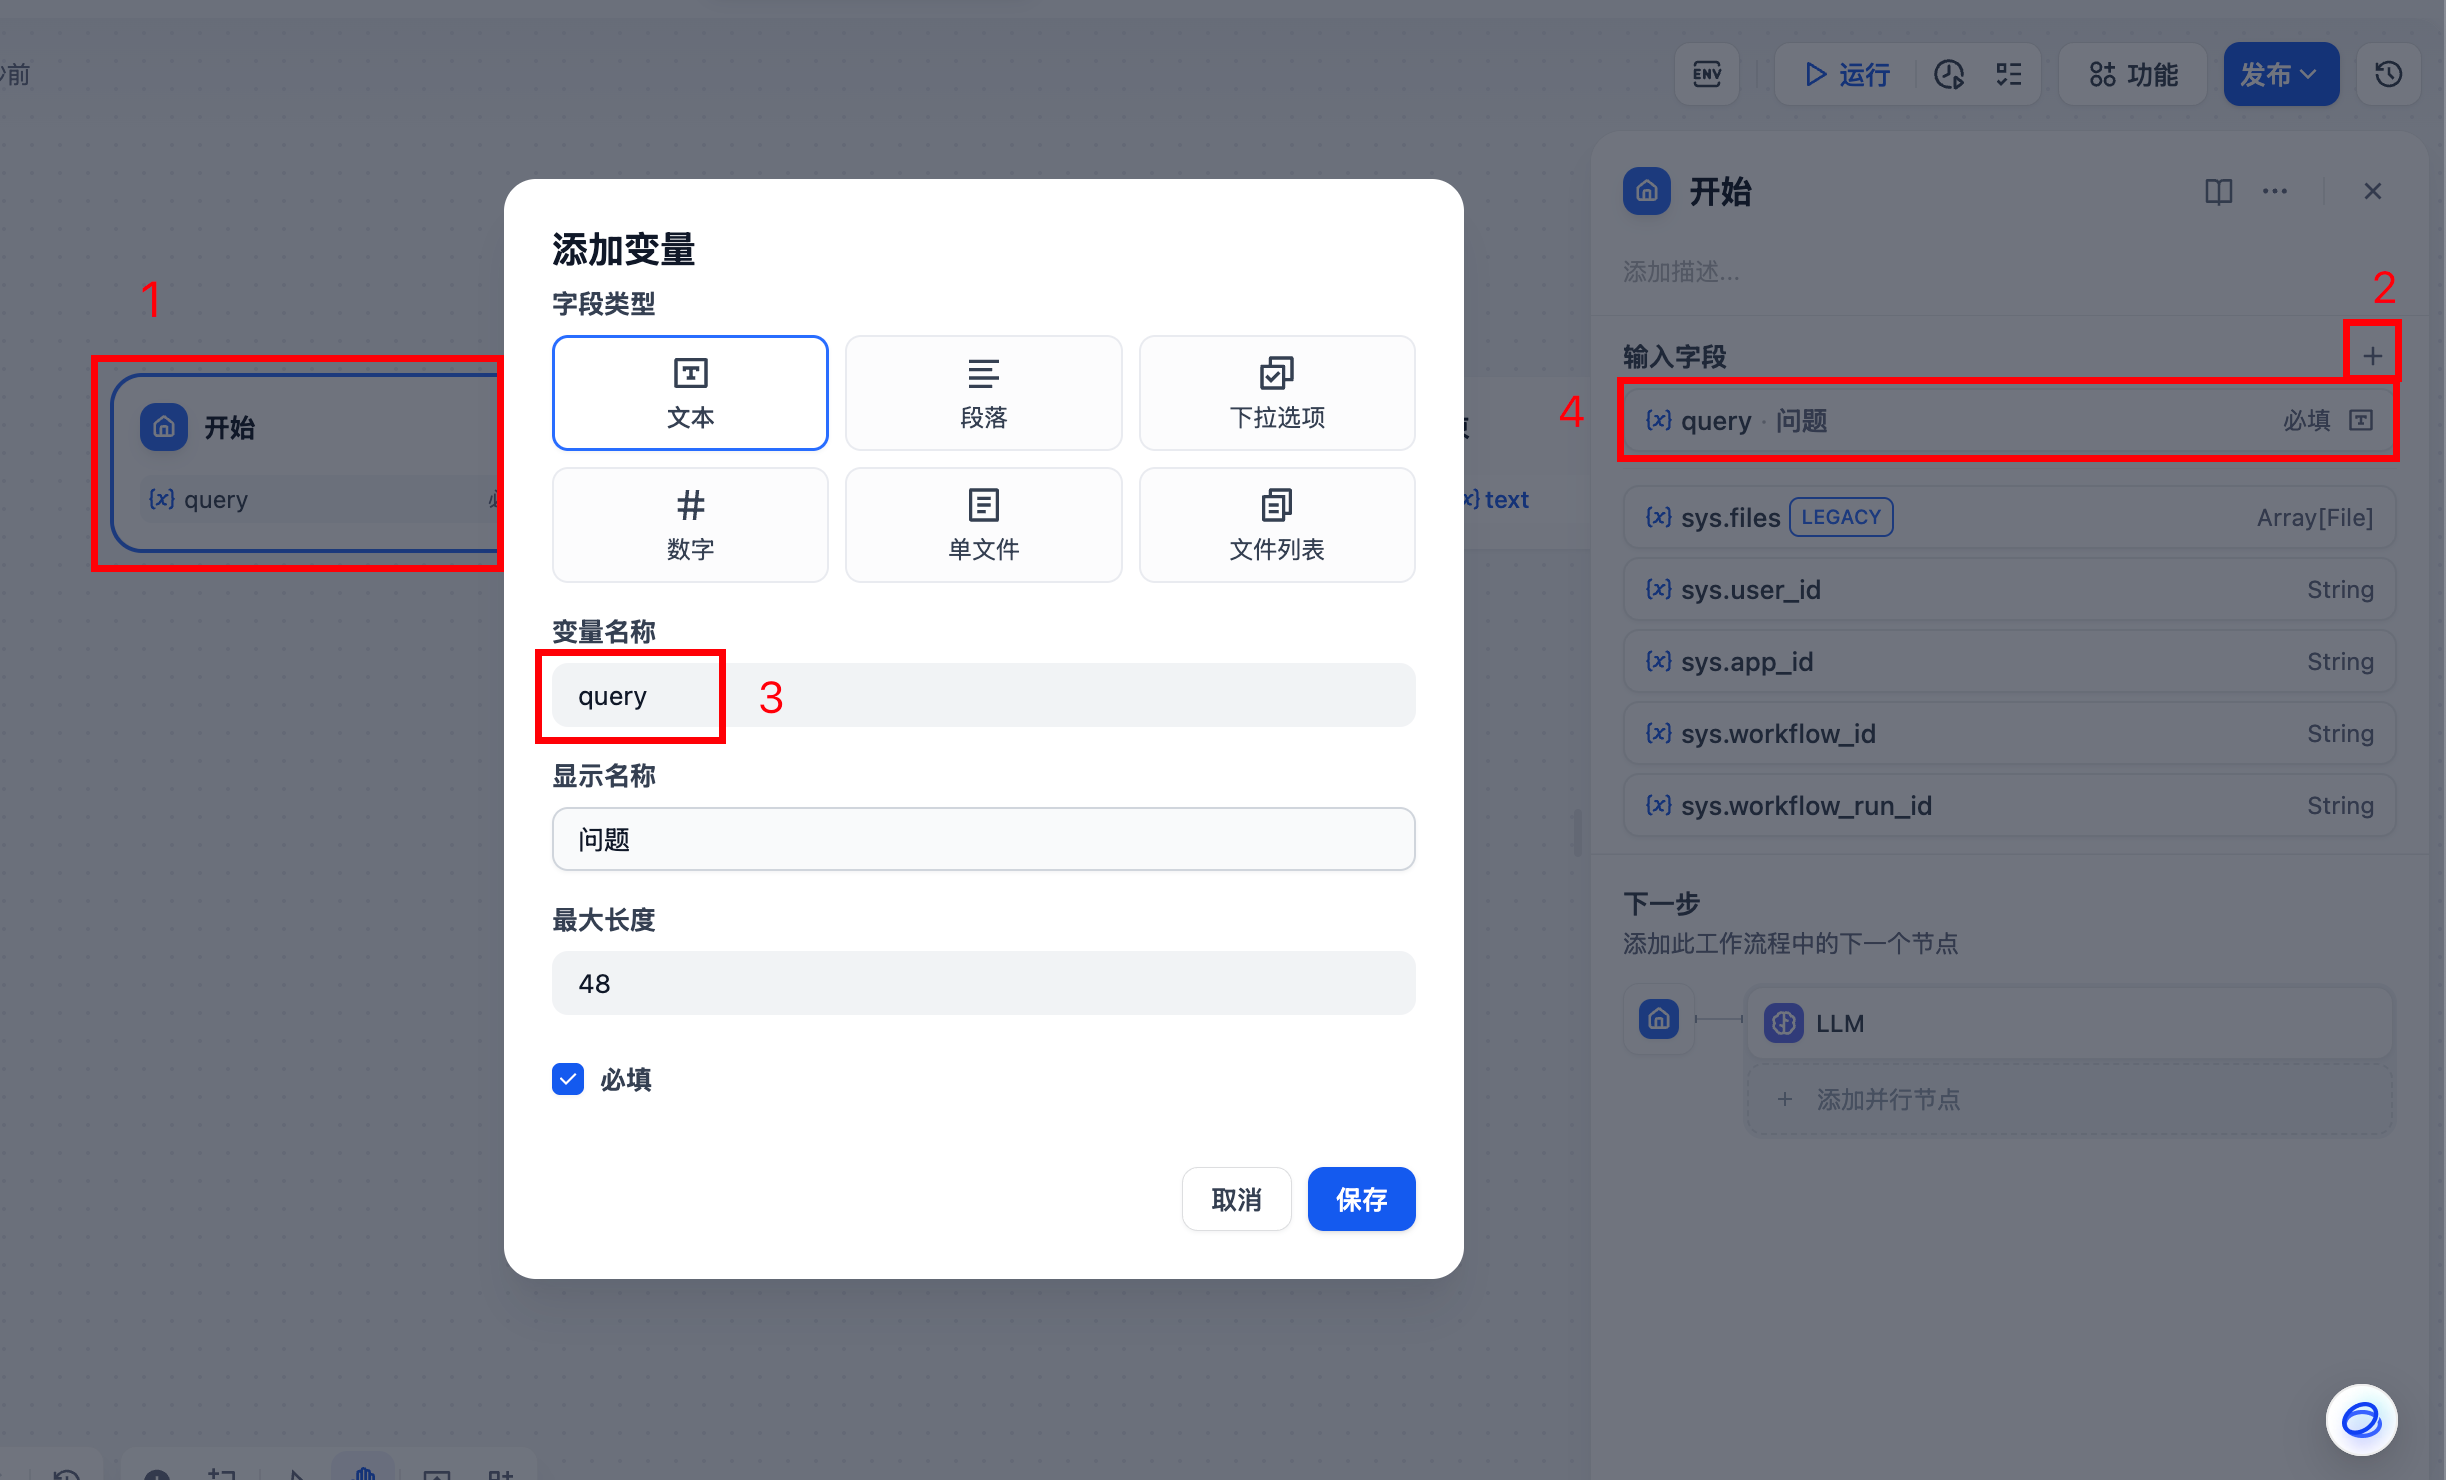 前
ENV
运行
功能
发布
1
开始
query
添加变量
字段类型
文本
段落
下拉选项
数字
单文件
文件列表
变量名称
query
3
显示名称
问题
最大长度
48
必填
取消
保存
text
开始
添加描述...
2
输入字段
4
{x} query · 问题
必填
{x} sys.files LEGACY
Array[File]
{x} sys.user_id
String
{x} sys.app_id
String
{x} sys.workflow_id
String
{x} sys.workflow_run_id
String
下一步
添加此工作流程中的下一个节点
LLM
+ 添加并行节点